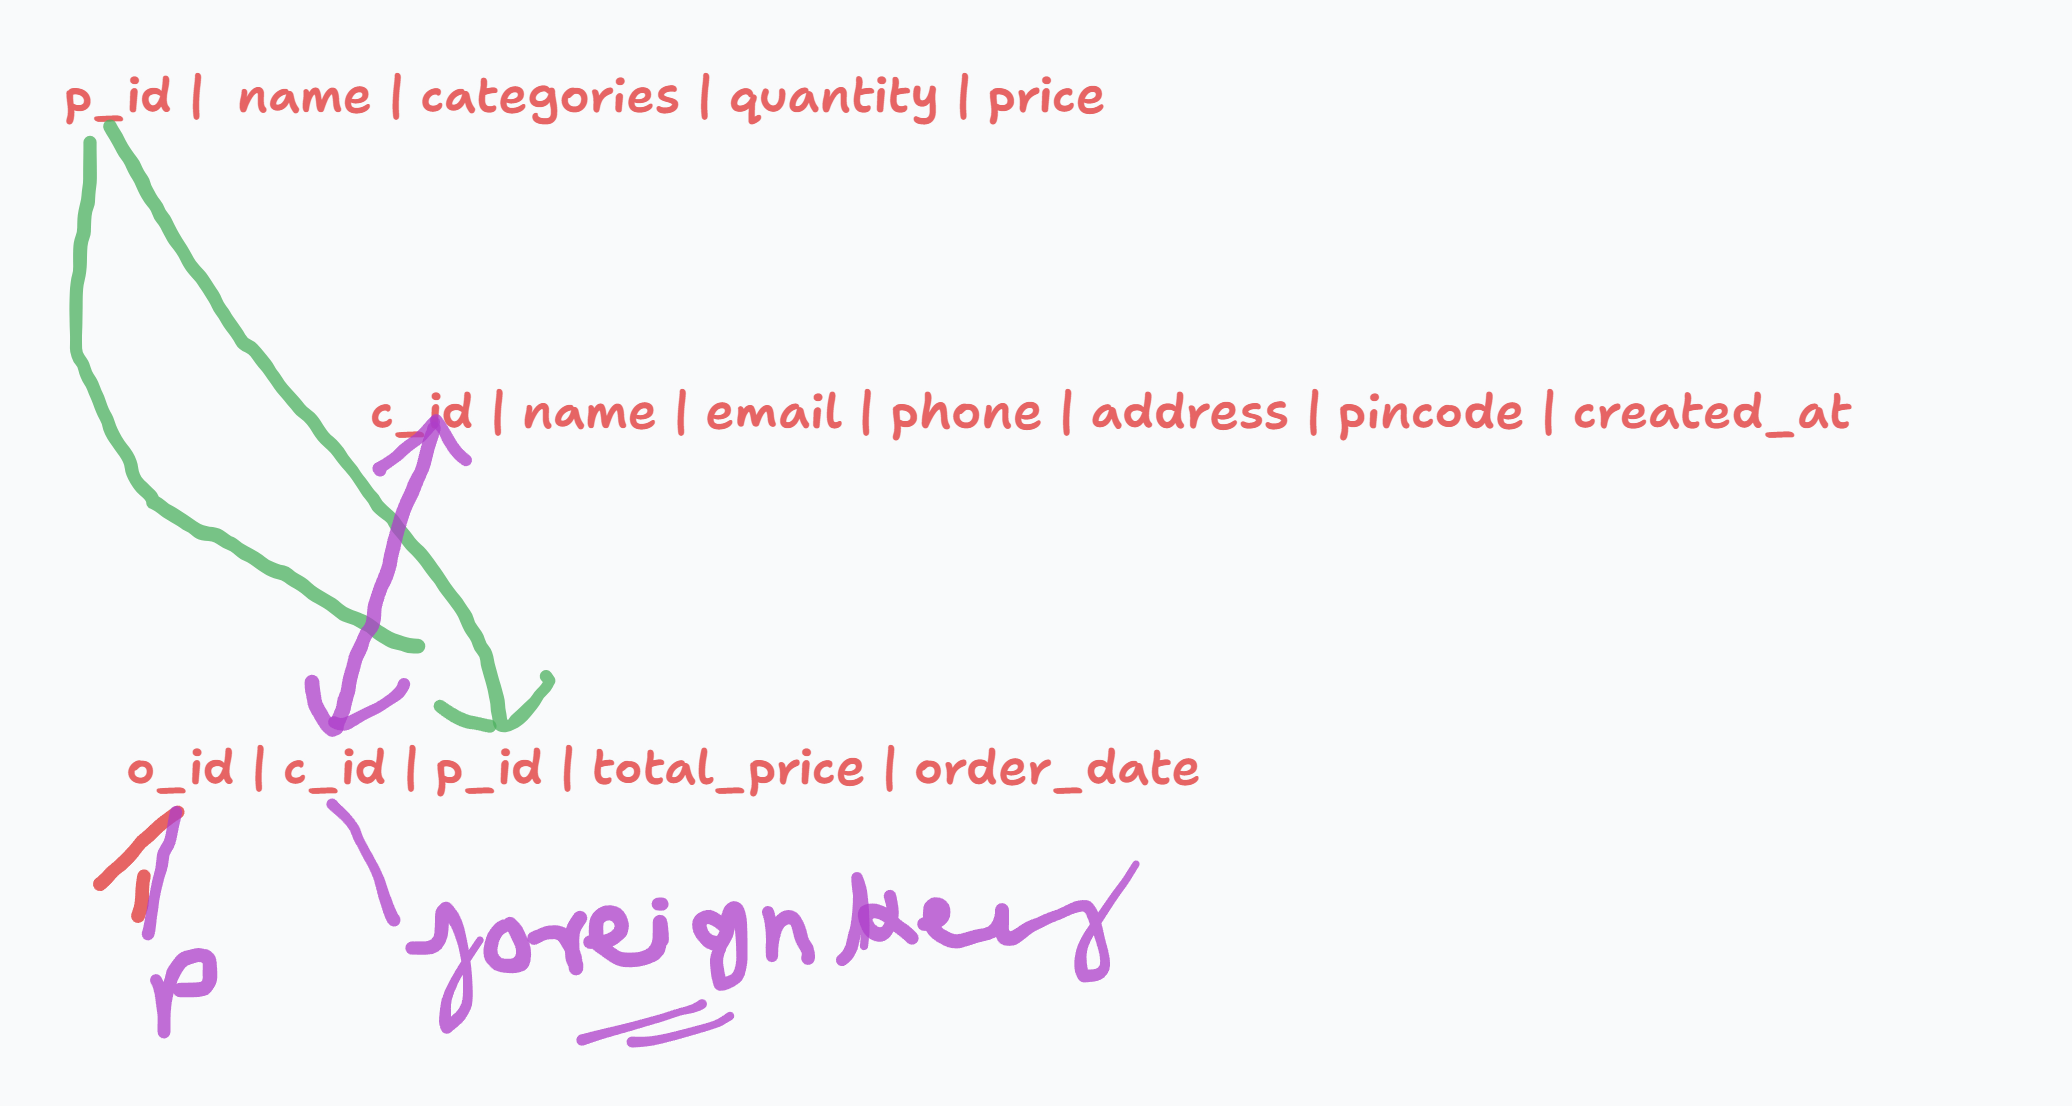 p_id | name | categories | quantity | price
c_id | name | email | phone | address | pincode | created_at
o_id | c_id | p_id | total_price | order_date
foreign key
p